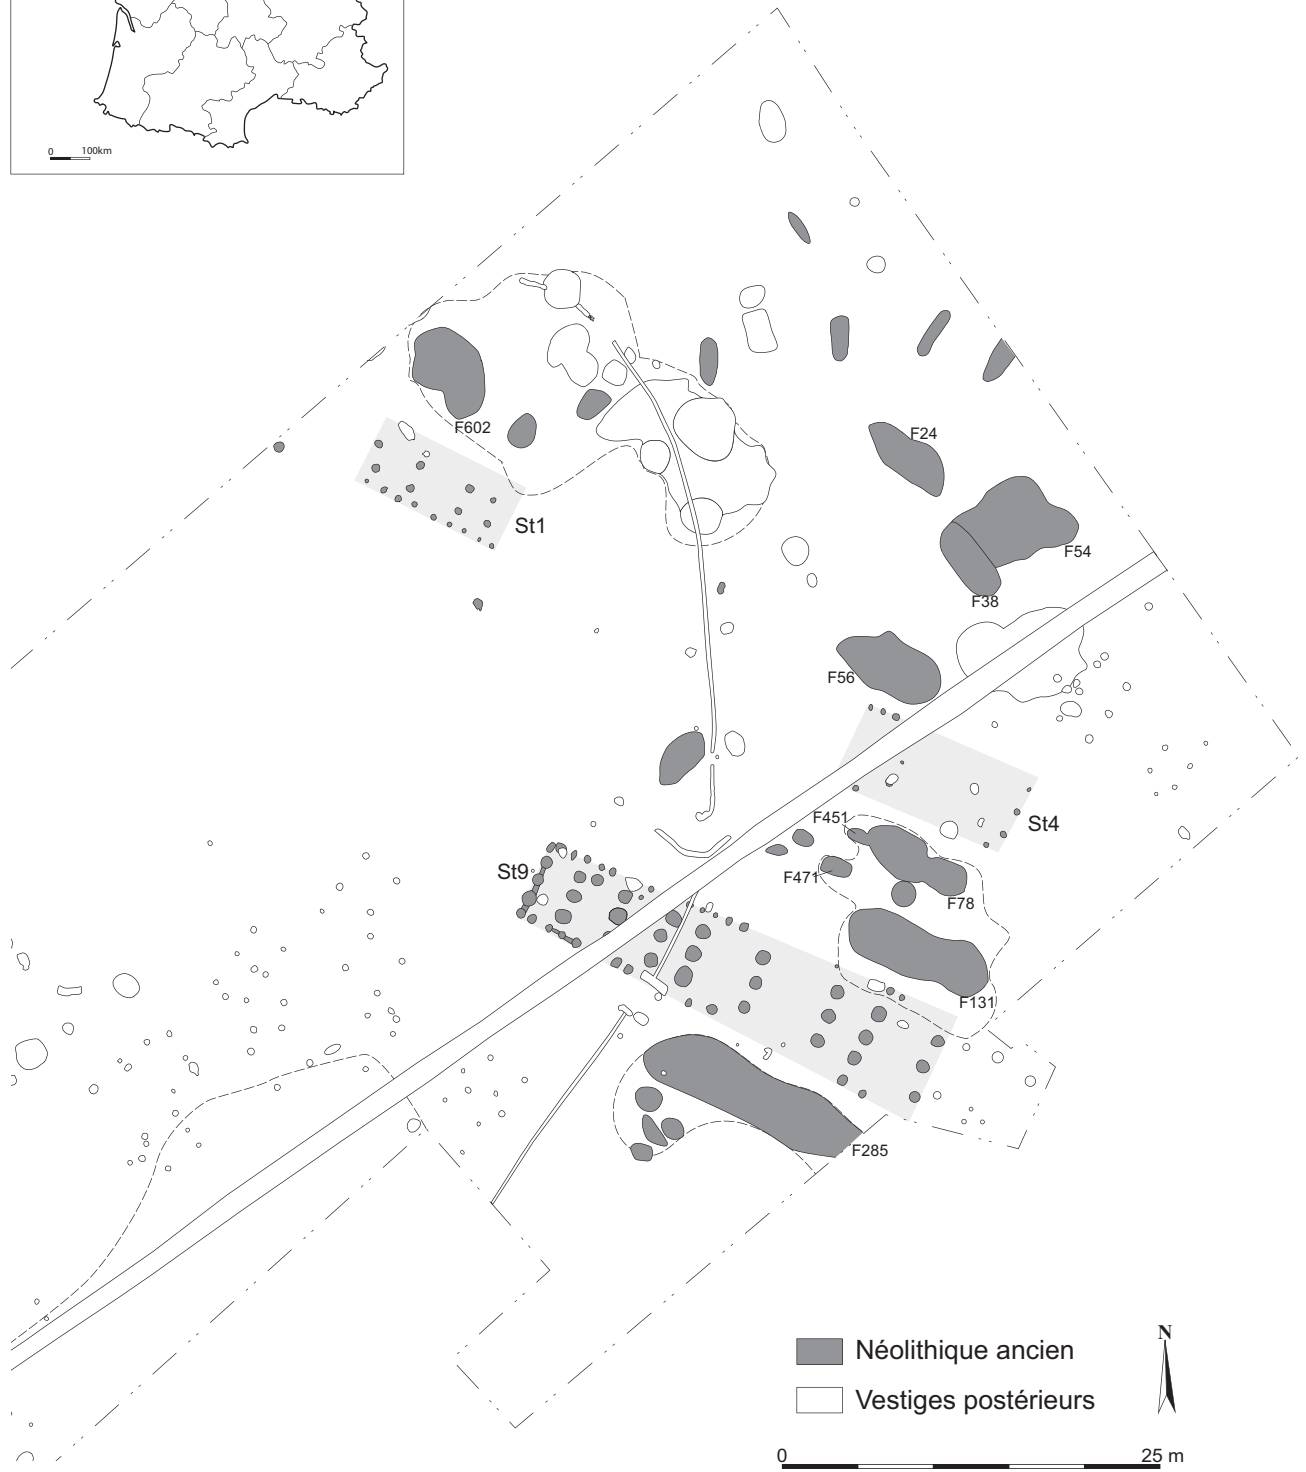 0 100km
F602
F24
St1
F54
F38
F56
F451
St4
St9
F471
F78
F131
F285
N
Néolithique ancien
Vestiges postérieurs
0 25 m